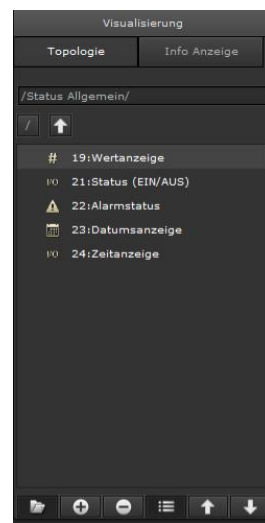 Visualisierung
Topologie Info Anzeige
/Status Allgemein/
/
# 19:Wertanzeige
I/O 21:Status (EIN/AUS)
22:Alarmstatus
23:Datumsanzeige
I/O 24:Zeitanzeige